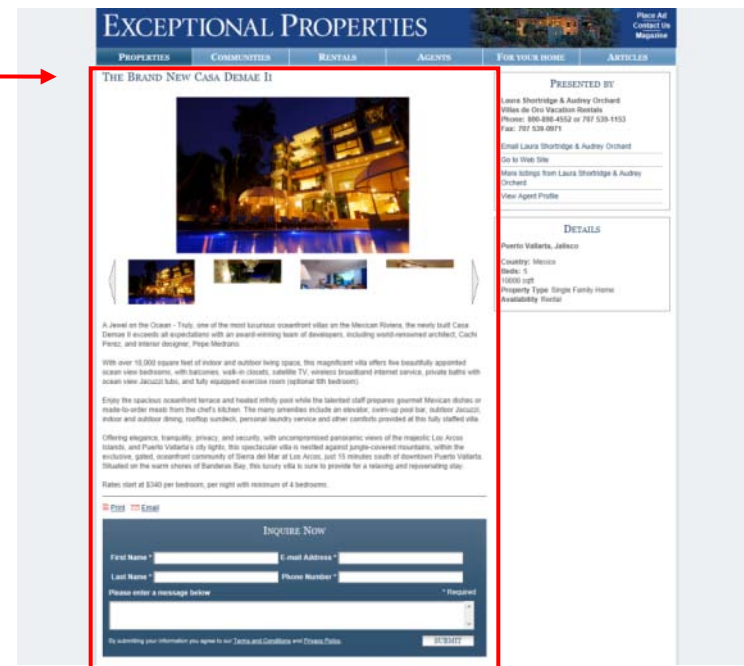 EXCEPTIONAL PROPERTIES
Place Ad
Contact Us
Magazine
PROPERTIES COMMUNITIES RENTALS AGENTS FOR YOUR HOME ARTICLES
THE BRAND NEW CASA DEMAE II
A Jewel on the Ocean - Truly, one of the most luxurious oceanfront villas on the Mexican Riviera, the newly built Casa
Demae II exceeds all expectations with an award-winning team of developers, including world-renowned architect, Cachi
Perez, and interior designer, Pepe Medrano.
With over 10,000 square feet of indoor and outdoor living space, this magnificent villa offers five beautifully appointed
ocean view bedrooms, with balconies, walk-in closets, satellite TV, wireless broadband internet service, private baths with
ocean view Jacuzzi tubs, and fully equipped exercise room (optional fifth bedroom).
Enjoy the spacious oceanfront terrace and heated infinity pool while the talented staff prepares gourmet Mexican dishes or
made-to-order meals from the chef's kitchen. The many amenities include an elevator, swim-up pool bar, outdoor Jacuzzi,
indoor and outdoor dining, rooftop sundeck, personal laundry service and other comforts provided at this fully staffed villa.
Offering elegance, tranquility, privacy, and security, with uncompromised panoramic views of the majestic Los Arcos
Islands, and Puerto Vallarta's city lights, this spectacular villa is nestled against jungle-covered mountains, within the
exclusive, gated, oceanfront community of Sierra del Mar at Los Arcos, just 15 minutes south of downtown Puerto Vallarta.
Situated on the warm shores of Banderas Bay, this luxury villa is sure to provide for a relaxing and rejuvenating stay.
Rates start at $340 per bedroom, per night with minimum of 4 bedrooms.
Print Email
INQUIRE NOW
First Name * E-mail Address *
Last Name * Phone Number *
Please enter a message below * Required
By submitting your information you agree to our Terms and Conditions and Privacy Policy. SUBMIT
PRESENTED BY
Laura Shortridge & Audrey Orchard
Villas de Oro Vacation Rentals
Phone: 800-898-4552 or 707 539-1153
Fax: 707 539-0971
Email Laura Shortridge & Audrey Orchard
Go to Web Site
More listings from Laura Shortridge & Audrey
Orchard
View Agent Profile
DETAILS
Puerto Vallarta, Jalisco
Country: Mexico
Beds: 5
10000 sqft
Property Type Single Family Home
Availability Rental